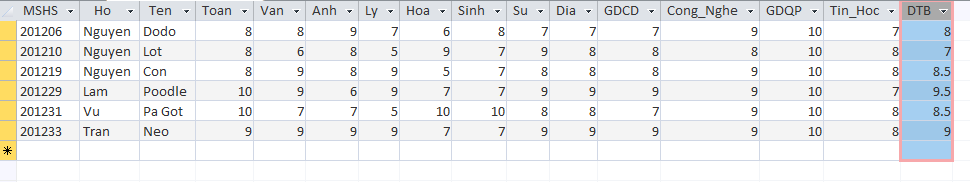 MSHS Ho Ten Toan Van Anh Ly Hoa Sinh Su Dia GDCD Cong_Nghe GDQP Tin_Hoc DTB
201206 Nguyen Dodo 8 8 9 7 6 8 7 7 7 9 10 7 8
201210 Nguyen Lot 8 6 8 5 9 7 9 8 8 8 10 8 7
201219 Nguyen Con 8 9 8 9 5 7 8 8 8 9 10 8 8.5
201229 Lam Poodle 10 9 6 9 7 7 9 9 9 9 10 7 9.5
201231 Vu Pa Got 10 7 7 5 10 10 8 8 7 9 10 8 8.5
201233 Tran Neo 9 9 9 9 7 7 9 9 9 9 10 8 9